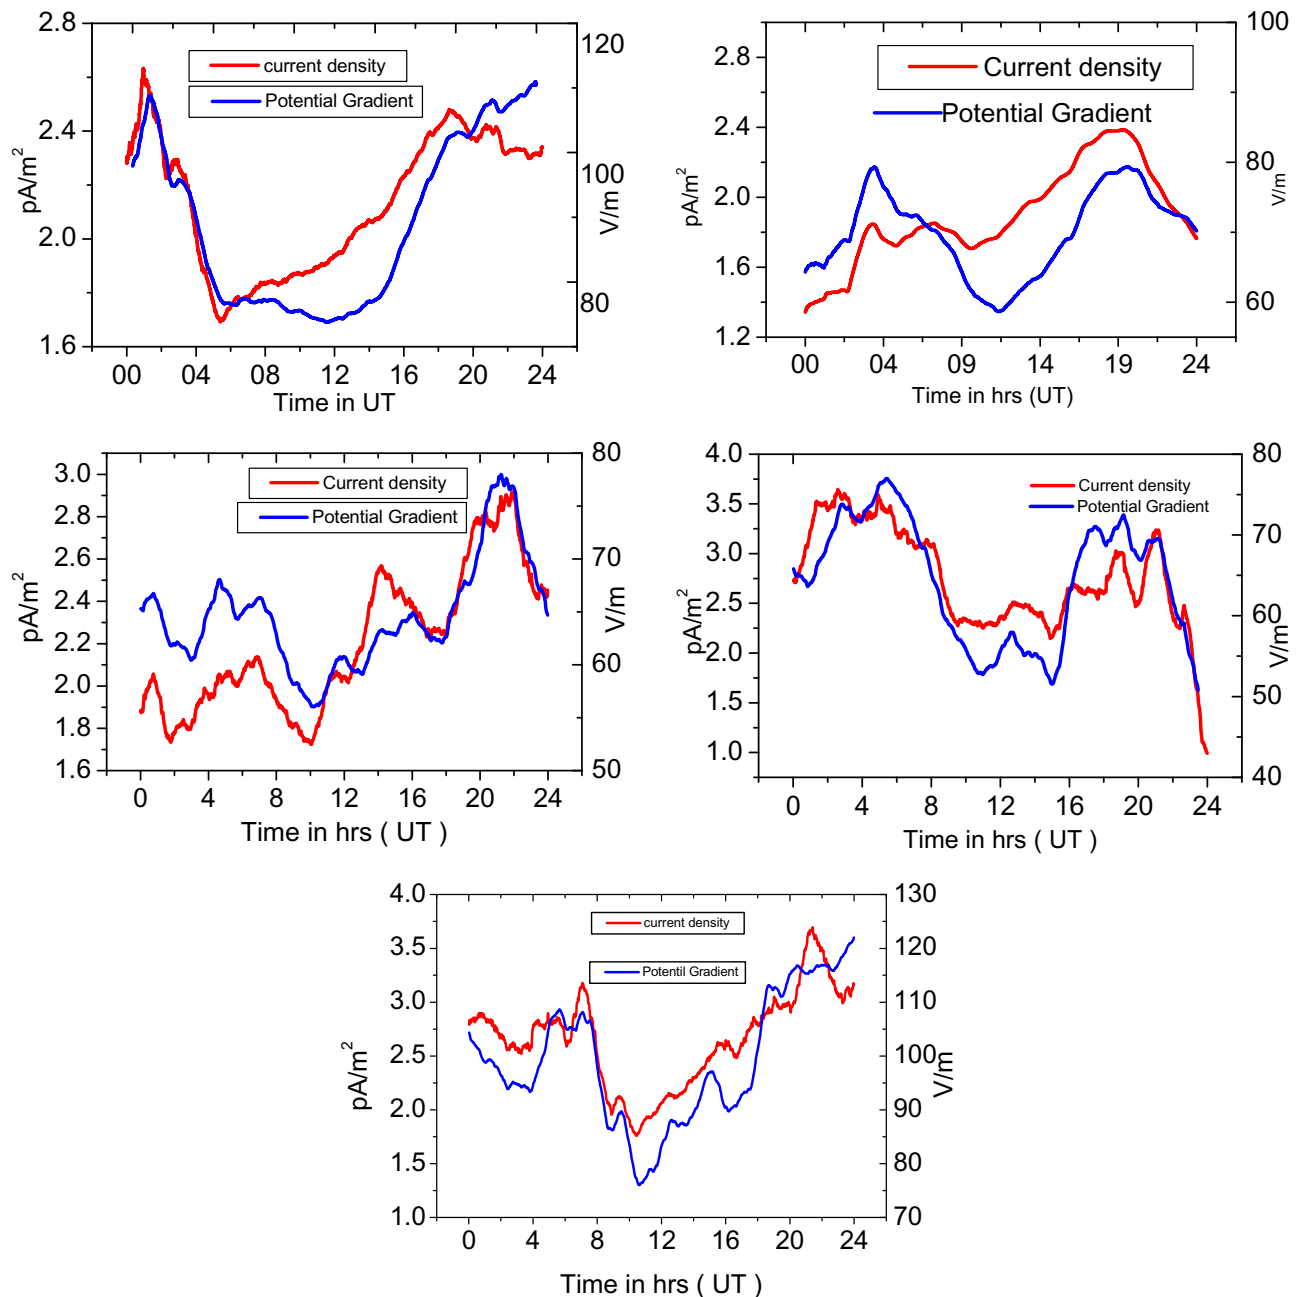 2.8
2.4
2.0
1.6
pA/m²
current density
Potential Gradient
120
100
80
V/m
00 04 08 12 16 20 24
Time in UT
2.8
2.4
2.0
1.6
1.2
pA/m²
Current density
Potential Gradient
100
80
60
V/m
00 04 09 14 19 24
Time in hrs (UT)
3.0
2.8
2.6
2.4
2.2
2.0
1.8
1.6
pA/m²
Current density
Potential Gradient
80
70
60
50
V/m
0 4 8 12 16 20 24
Time in hrs ( UT )
4.0
3.5
3.0
2.5
2.0
1.5
1.0
pA/m²
Current density
Potential Gradient
80
70
60
50
40
V/m
0 4 8 12 16 20 24
Time in hrs ( UT )
4.0
3.5
3.0
2.5
2.0
1.5
1.0
pA/m²
current density
Potentil Gradient
130
120
110
100
90
80
70
V/m
0 4 8 12 16 20 24
Time in hrs ( UT )